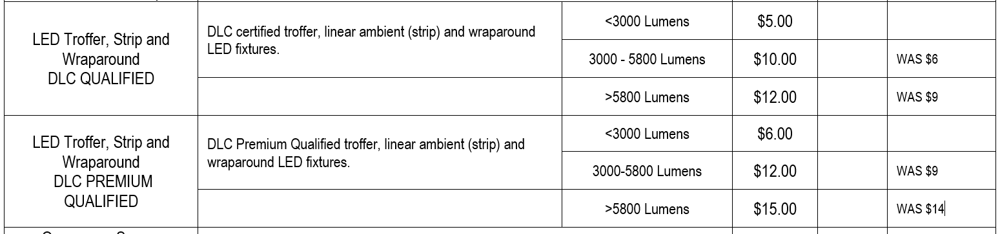 LED Troffer, Strip and
Wraparound
DLC QUALIFIED
DLC certified troffer, linear ambient (strip) and wraparound
LED fixtures.
<3000 Lumens
$5.00
3000 - 5800 Lumens
$10.00
WAS $6
>5800 Lumens
$12.00
WAS $9
LED Troffer, Strip and
Wraparound
DLC PREMIUM
QUALIFIED
DLC Premium Qualified troffer, linear ambient (strip) and
wraparound LED fixtures.
<3000 Lumens
$6.00
3000-5800 Lumens
$12.00
WAS $9
>5800 Lumens
$15.00
WAS $14